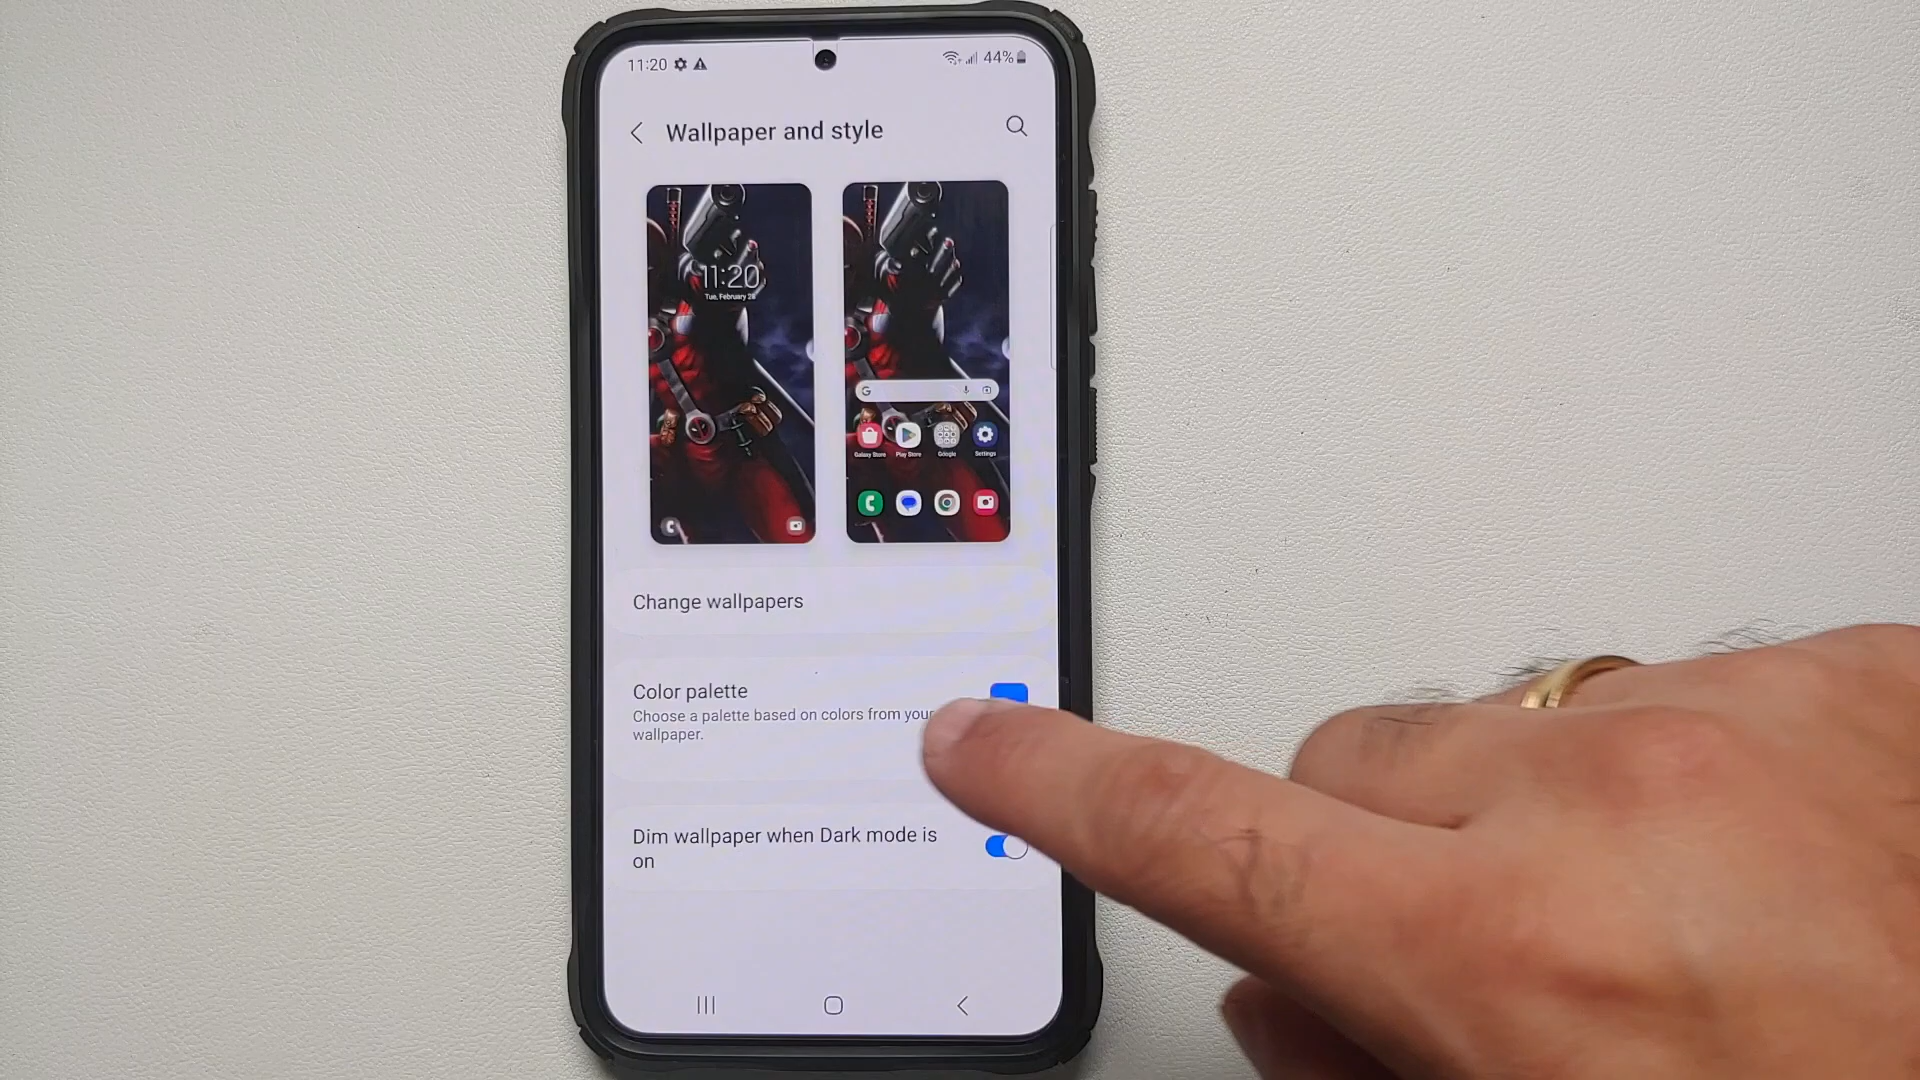 11:20
44%
Wallpaper and style
11:20
Tue, February 28
G
Galaxy Store
Play Store
Google
Settings
Change wallpapers
Color palette
Choose a palette based on colors from your
wallpaper.
Dim wallpaper when Dark mode is
on